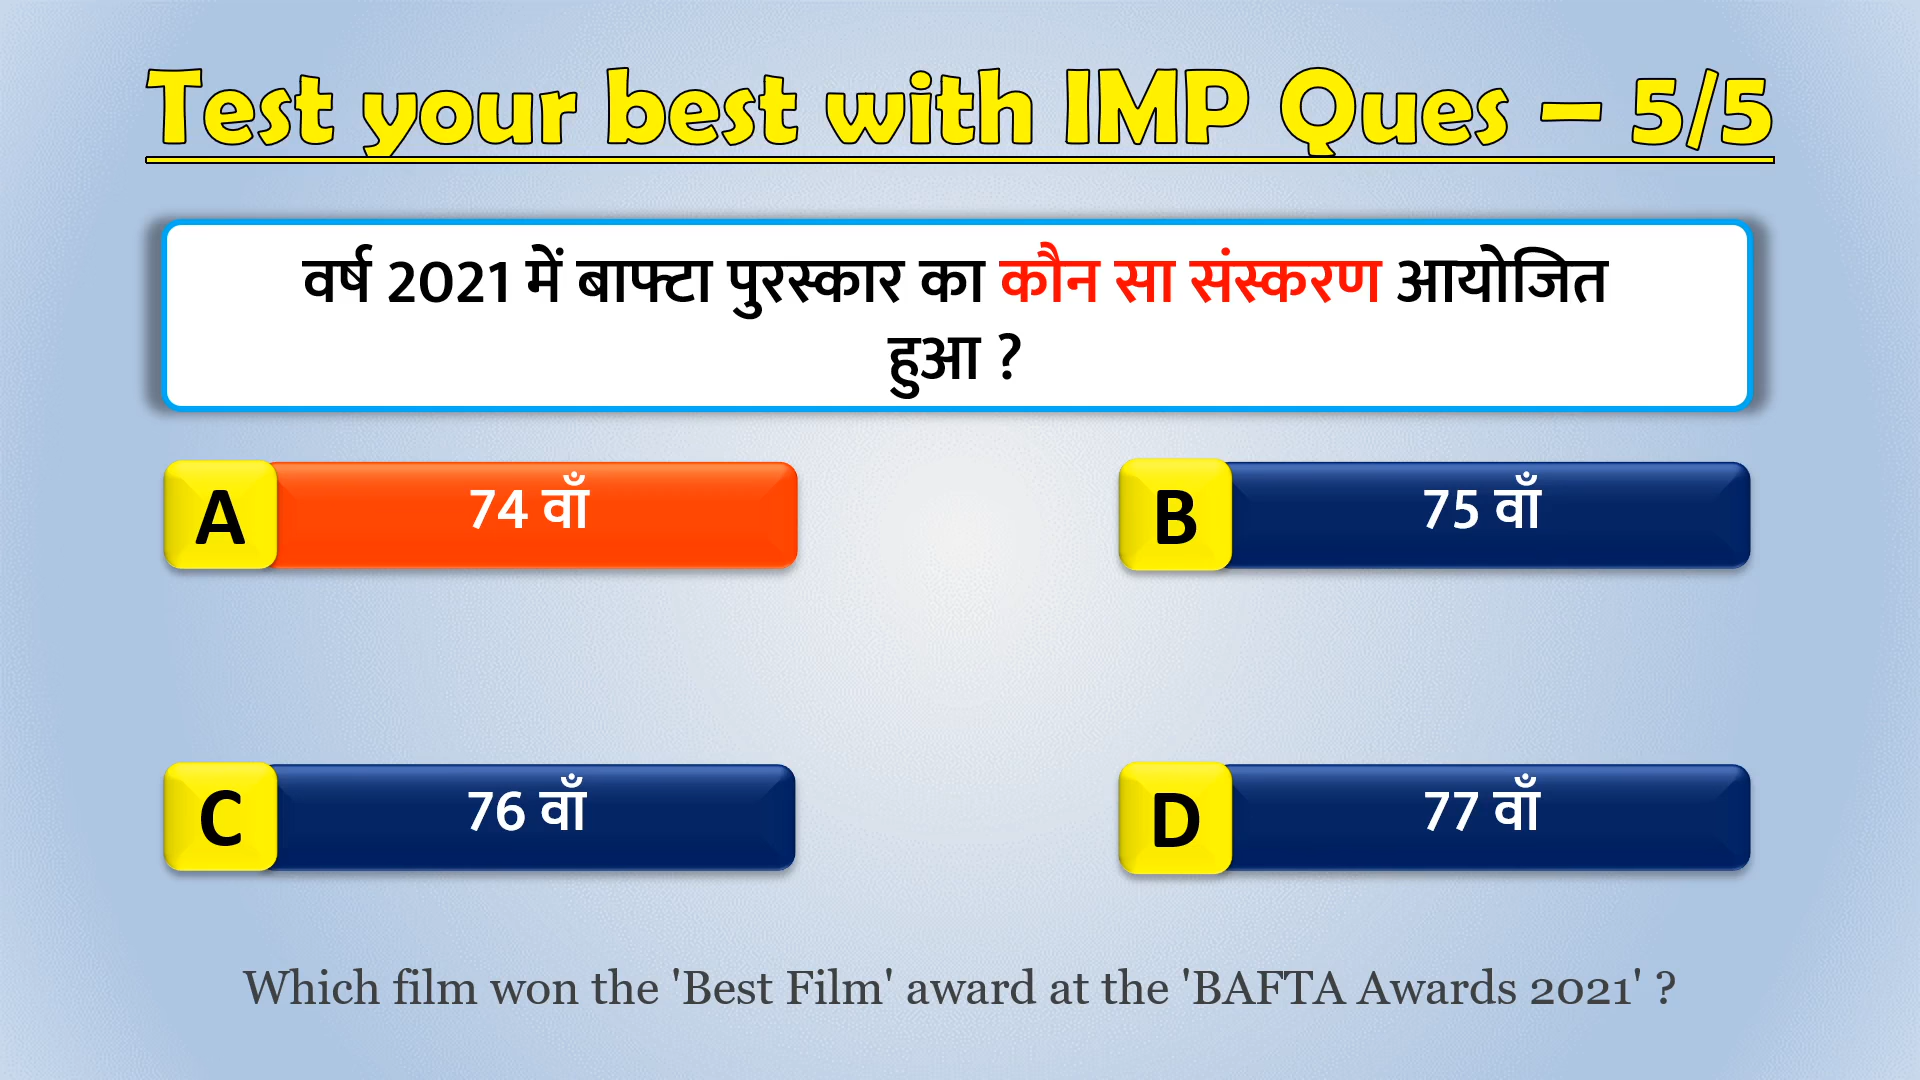 Test your best with IMP Ques – 5/5
वर्ष 2021 में बाफ्टा पुरस्कार का कौन सा संस्करण आयोजित
हुआ ?
A 74 वाँ
B 75 वाँ
C 76 वाँ
D 77 वाँ
Which film won the 'Best Film' award at the 'BAFTA Awards 2021' ?